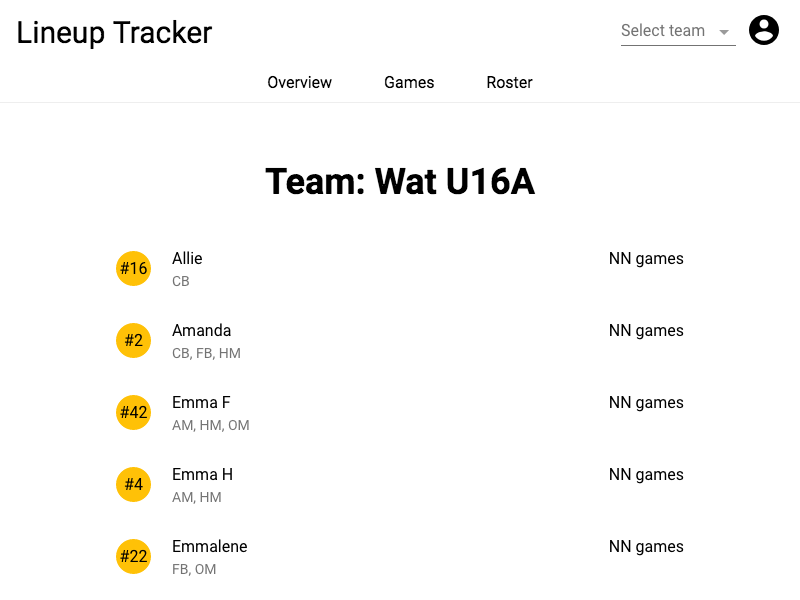 Lineup Tracker
Select team
Overview Games Roster
Team: Wat U16A
#16 Allie NN games
CB
#2 Amanda NN games
CB, FB, HM
#42 Emma F NN games
AM, HM, OM
#4 Emma H NN games
AM, HM
#22 Emmalene NN games
FB, OM